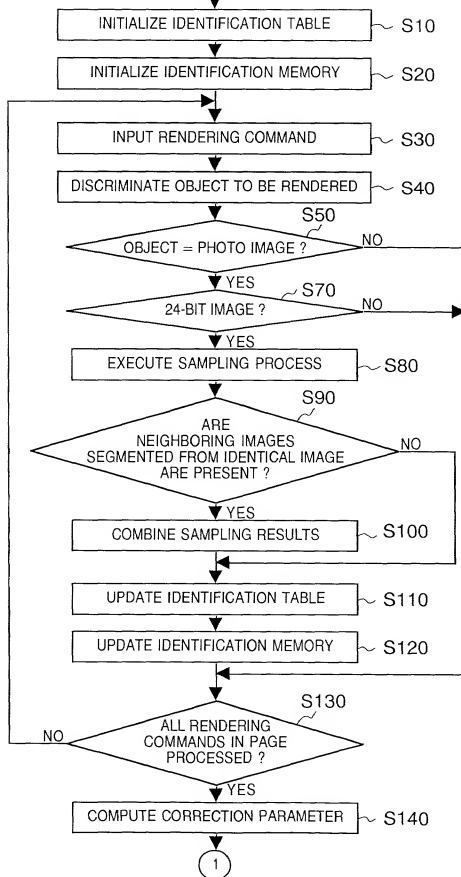 INITIALIZE IDENTIFICATION TABLE S10
INITIALIZE IDENTIFICATION MEMORY S20
INPUT RENDERING COMMAND S30
DISCRIMINATE OBJECT TO BE RENDERED S40
S50
OBJECT = PHOTO IMAGE ? NO
YES
S70
24-BIT IMAGE ? NO
YES
EXECUTE SAMPLING PROCESS S80
S90
ARE
NEIGHBORING IMAGES
SEGMENTED FROM IDENTICAL IMAGE
ARE PRESENT ?
NO
YES
COMBINE SAMPLING RESULTS S100
UPDATE IDENTIFICATION TABLE S110
UPDATE IDENTIFICATION MEMORY S120
S130
ALL RENDERING
COMMANDS IN PAGE
PROCESSED ?
NO
YES
COMPUTE CORRECTION PARAMETER S140
1